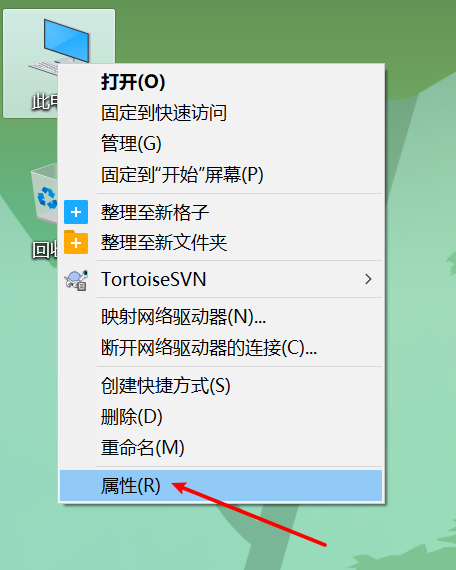 此
打开(O)
固定到快速访问
管理(G)
固定到“开始”屏幕(P)
整理至新格子
回
整理至新文件夹
TortoiseSVN
映射网络驱动器(N)...
断开网络驱动器的连接(C)...
创建快捷方式(S)
删除(D)
重命名(M)
属性(R)